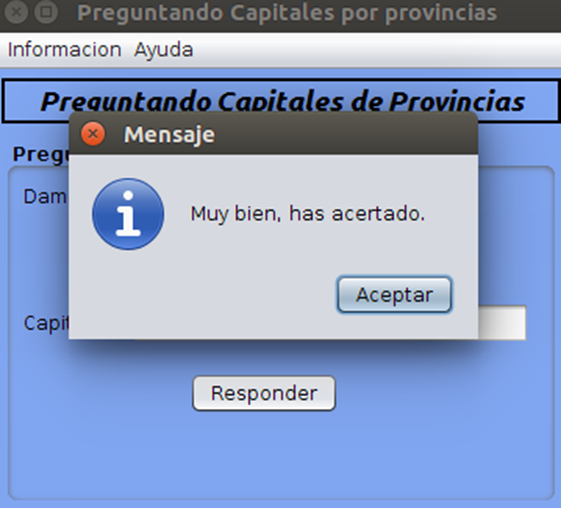 Preguntando Capitales por provincias
Informacion Ayuda
Preguntando Capitales de Provincias
Mensaje
Muy bien, has acertado.
Aceptar
Responder